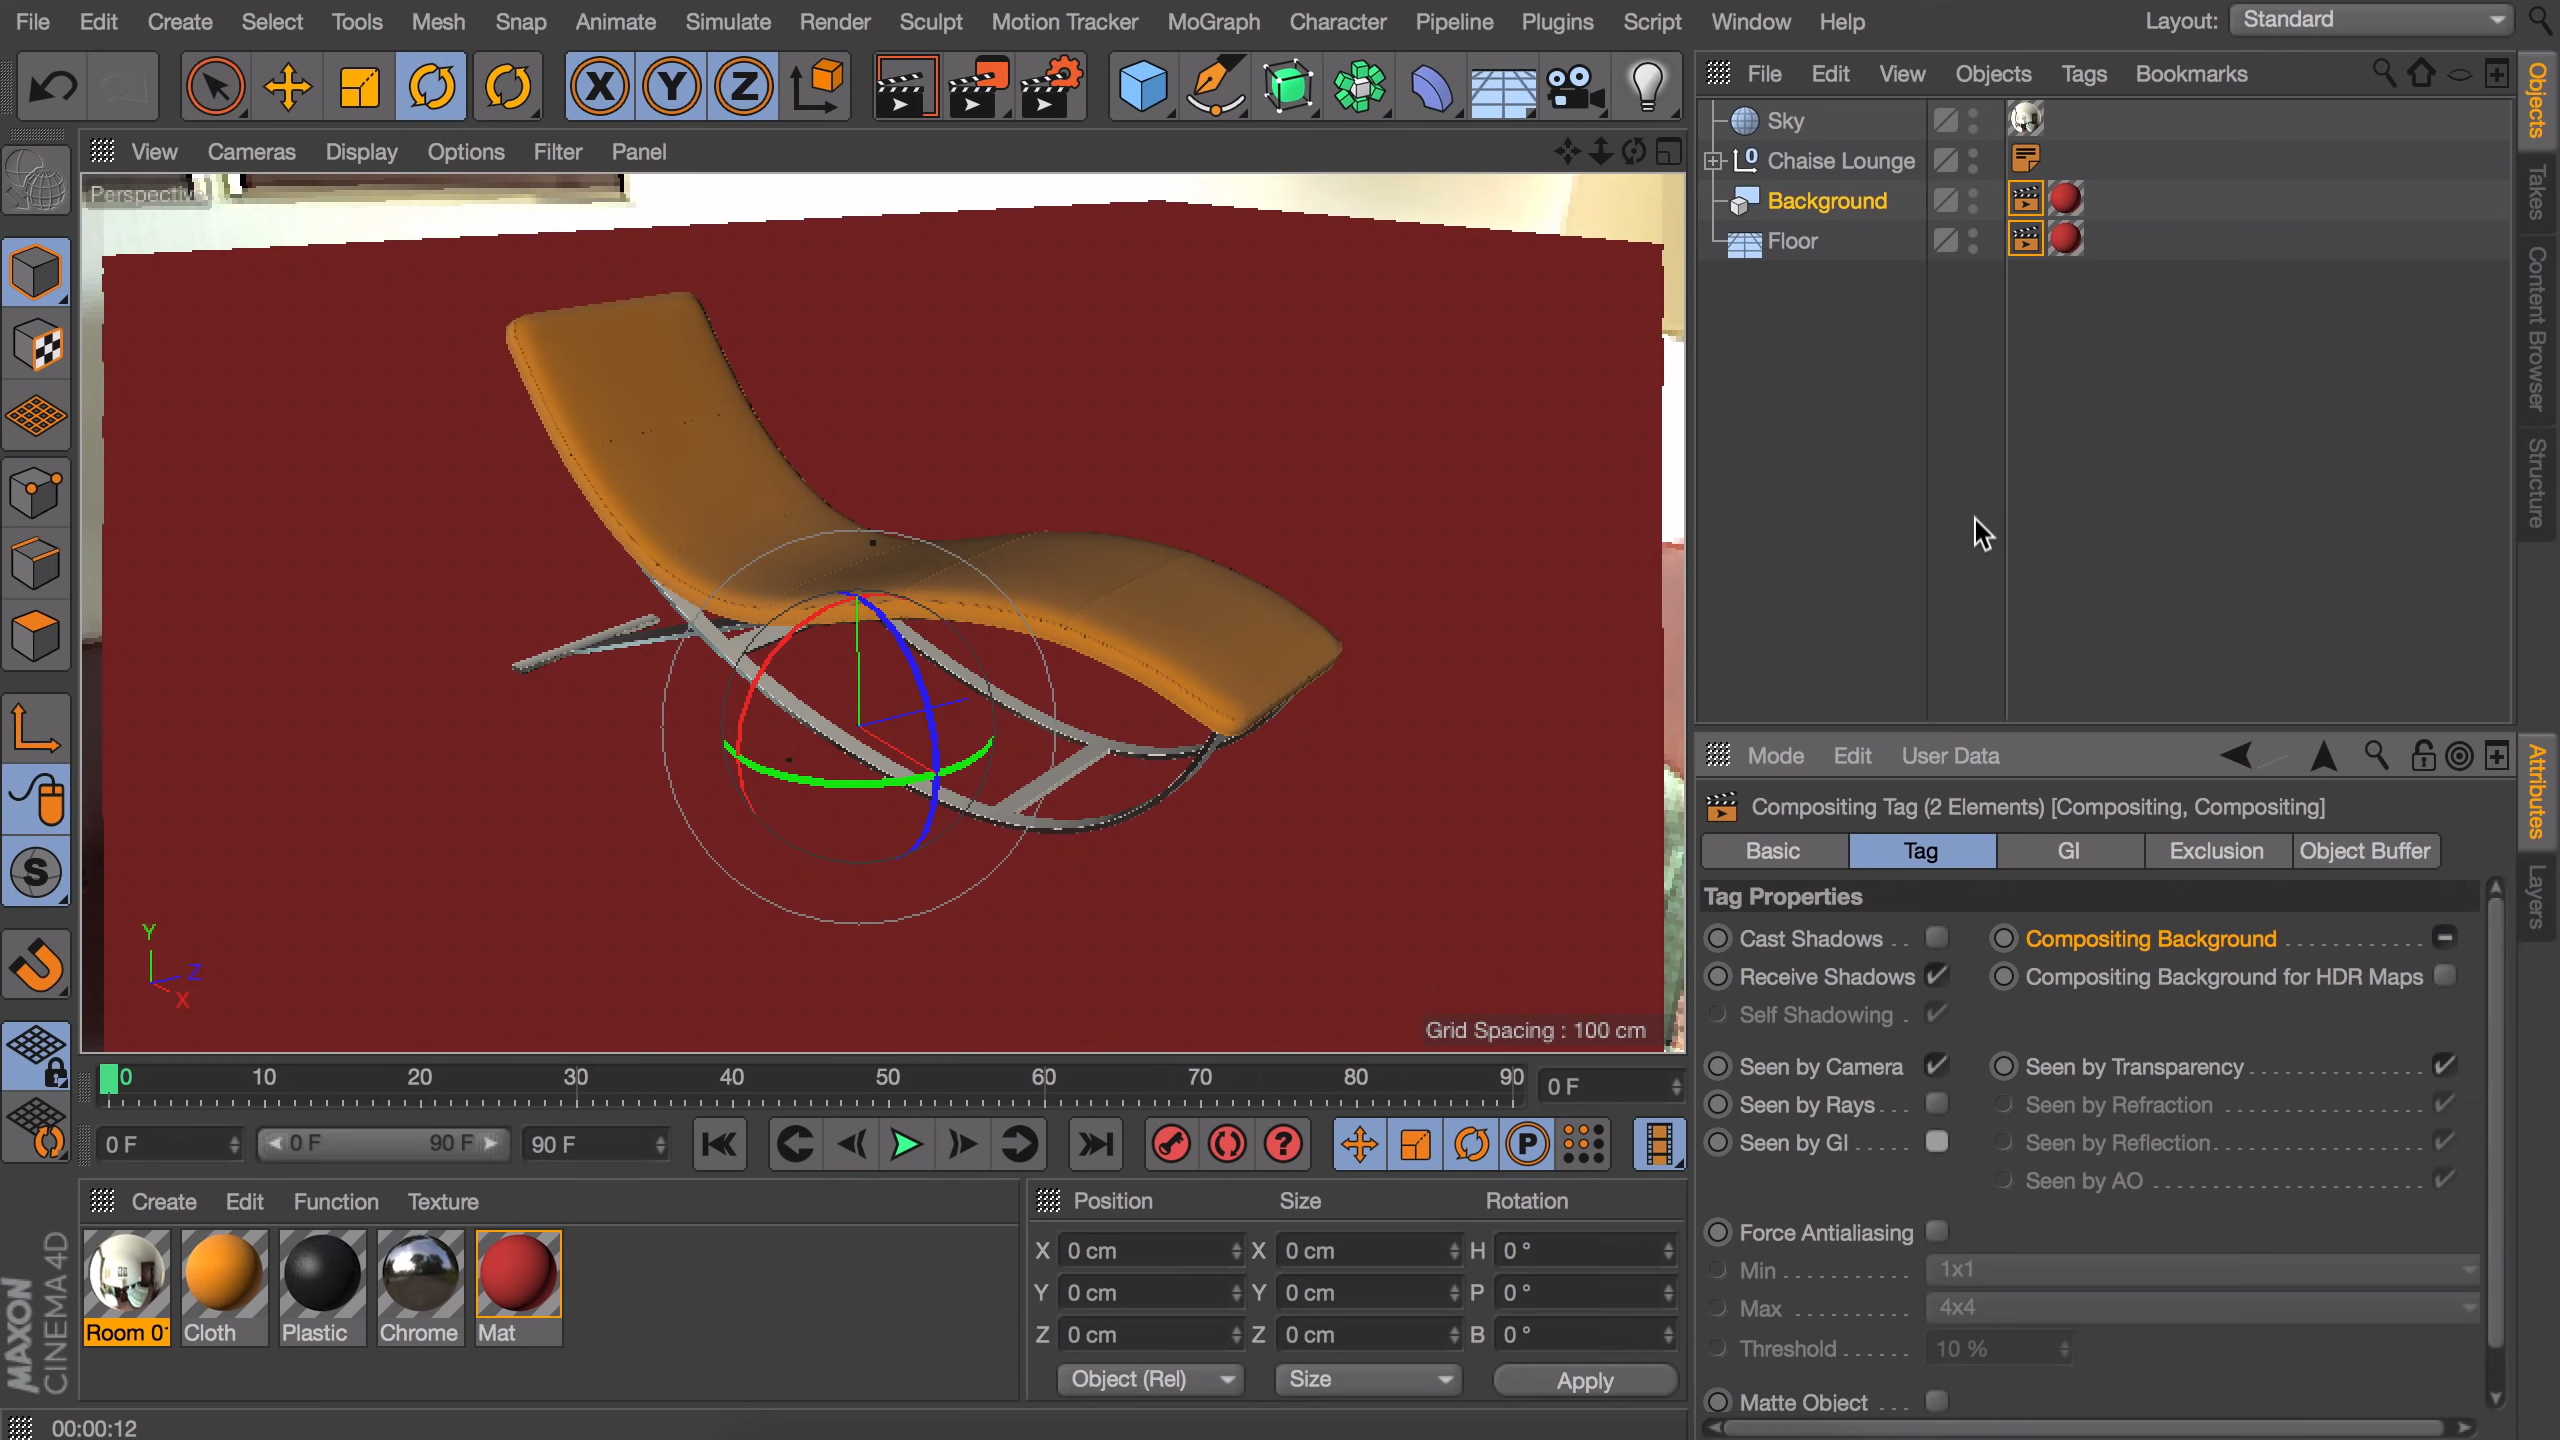 File Edit Create Select Tools Mesh Snap Animate Simulate Render Sculpt Motion Tracker MoGraph Character Pipeline Plugins Script Window Help Layout: Standard
X Y Z
File Edit View Objects Tags Bookmarks
View Cameras Display Options Filter Panel
Perspective
Sky
Chaise Lounge
Background
Floor
Objects
Takes
Content Browser
Structure
Y
Z
X
Grid Spacing : 100 cm
Mode Edit User Data
Compositing Tag (2 Elements) [Compositing, Compositing]
Basic Tag GI Exclusion Object Buffer
Tag Properties
Cast Shadows . . Compositing Background
Receive Shadows Compositing Background for HDR Maps
Self Shadowing .
Seen by Camera Seen by Transparency
Seen by Rays Seen by Refraction
Seen by GI Seen by Reflection
Seen by AO
Force Antialiasing
Min 1x1
Max 4x4
Threshold 10 %
Matte Object
Attributes
Layers
0 10 20 30 40 50 60 70 80 90 0 F
0 F 0 F 90 F 90 F P
Create Edit Function Texture
Room 0 Cloth Plastic Chrome Mat
Position Size Rotation
X 0 cm X 0 cm H 0 °
Y 0 cm Y 0 cm P 0 °
Z 0 cm Z 0 cm B 0 °
Object (Rel) Size Apply
MAXON
CINEMA 4D
00:00:12